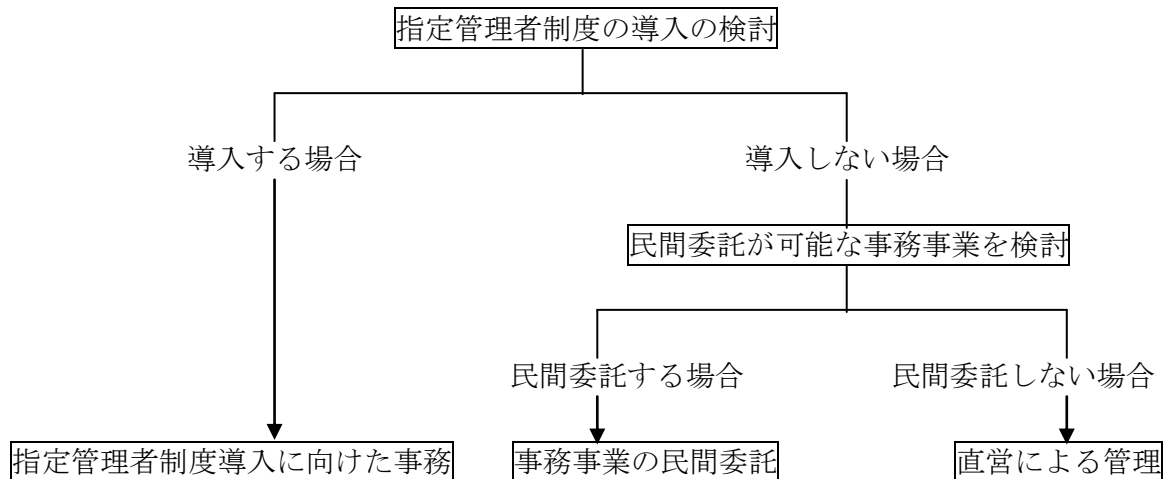 指定管理者制度の導入の検討
導入する場合
導入しない場合
民間委託が可能な事務事業を検討
民間委託する場合
民間委託しない場合
指定管理者制度導入に向けた事務
事務事業の民間委託
直営による管理